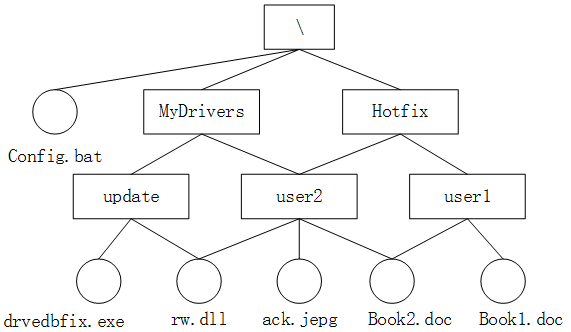 \
MyDrivers
Hotfix
Config.bat
update
user2
user1
drvedbfix.exe
rw.dll
ack.jepg
Book2.doc
Book1.doc